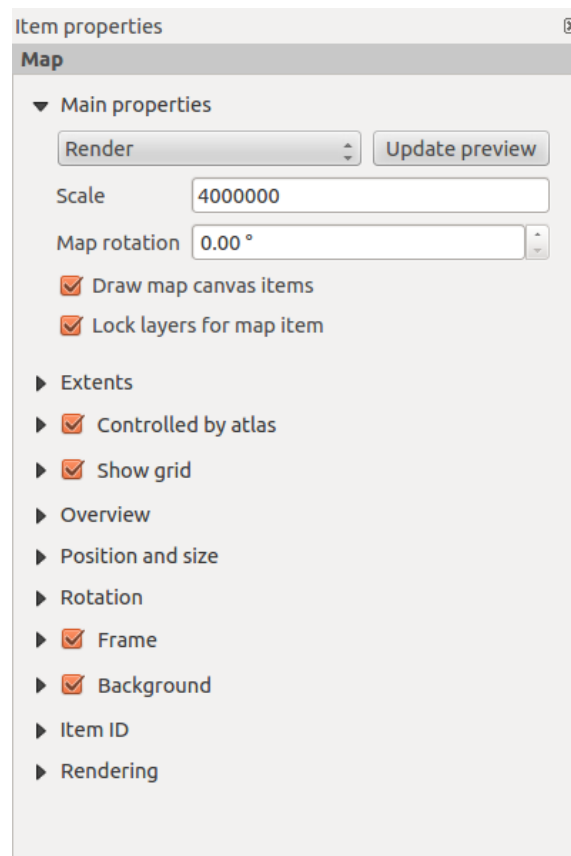 Item properties
Map
Main properties
Render Update preview
Scale 4000000
Map rotation 0.00 °
Draw map canvas items
Lock layers for map item
Extents
Controlled by atlas
Show grid
Overview
Position and size
Rotation
Frame
Background
Item ID
Rendering